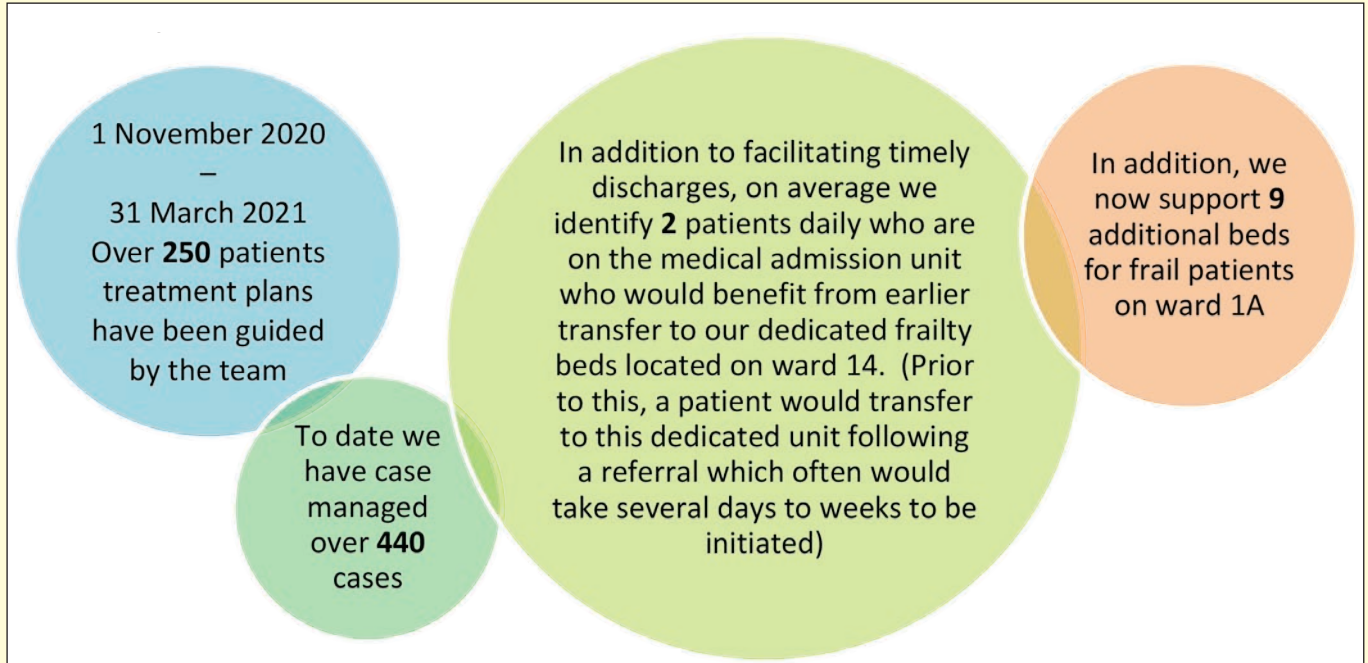 1 November 2020
–
31 March 2021
Over 250 patients
treatment plans
have been guided
by the team
To date we
have case
managed
over 440
cases
In addition to facilitating timely
discharges, on average we
identify 2 patients daily who are
on the medical admission unit
who would benefit from earlier
transfer to our dedicated frailty
beds located on ward 14.  (Prior
to this, a patient would transfer
to this dedicated unit following
a referral which often would
take several days to weeks to be
initiated)
In addition, we
now support 9
additional beds
for frail patients
on ward 1A